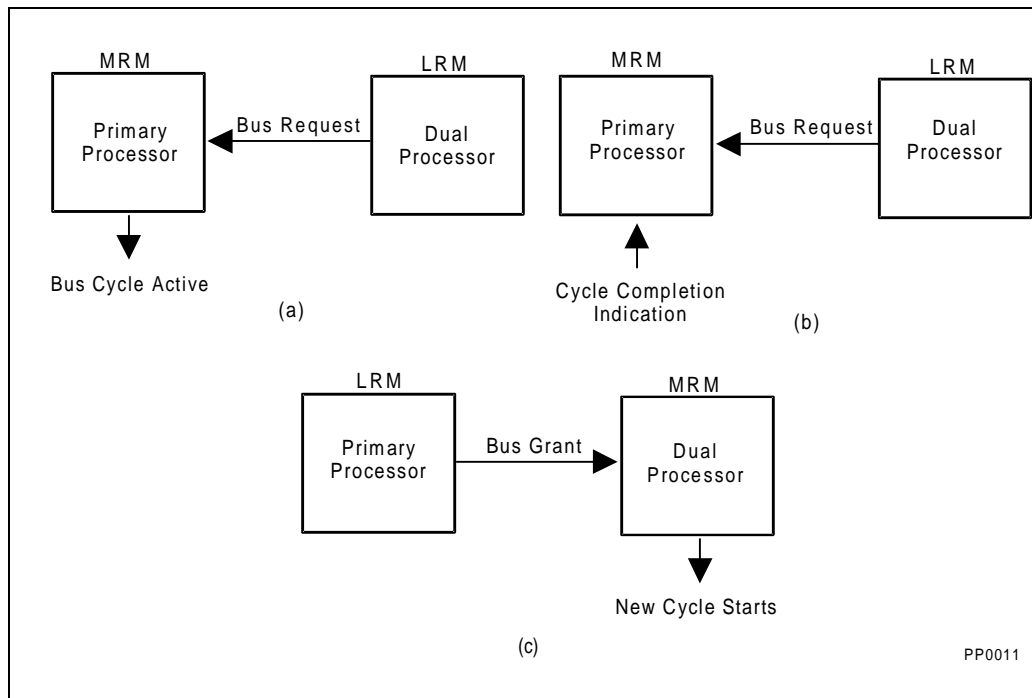 MRM
Primary
Processor
Bus Request
LRM
Dual
Processor
Bus Cycle Active
(a)
MRM
Primary
Processor
Bus Request
LRM
Dual
Processor
Cycle Completion
Indication
(b)
LRM
Primary
Processor
Bus Grant
MRM
Dual
Processor
New Cycle Starts
(c)
PP0011